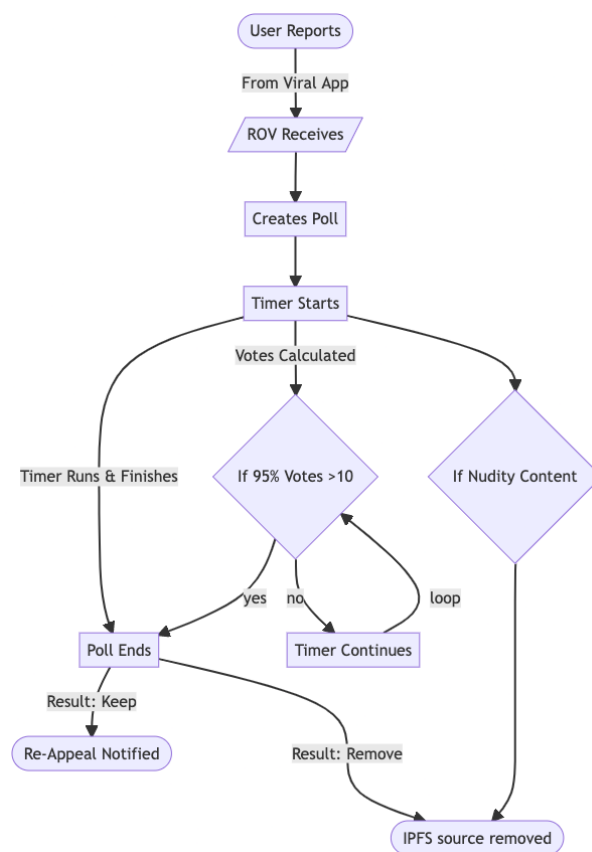 User Reports
From Viral App
ROV Receives
Creates Poll
Timer Starts
Votes Calculated
Timer Runs & Finishes
If 95% Votes >10
If Nudity Content
yes
no
loop
Poll Ends
Timer Continues
Result: Keep
Re-Appeal Notified
Result: Remove
IPFS source removed